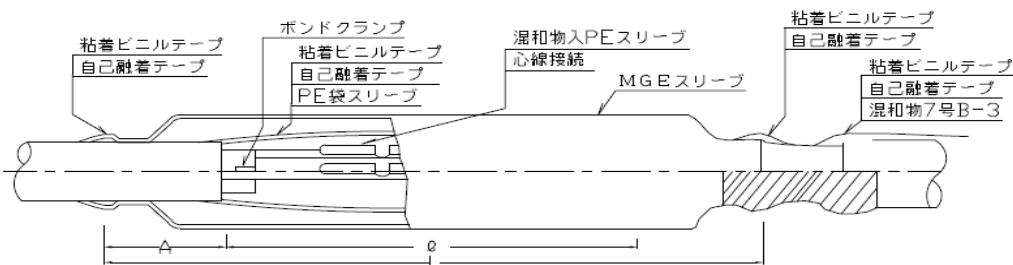 ボンドクランプ
粘着ビニルテープ
自己融着テープ
粘着ビニルテープ
自己融着テープ
PE袋スリーブ
混和物入PEスリーブ
心線接続
MGEスリーブ
粘着ビニルテープ
自己融着テープ
粘着ビニルテープ
自己融着テープ
混和物7号B-3
A
ℓ
L